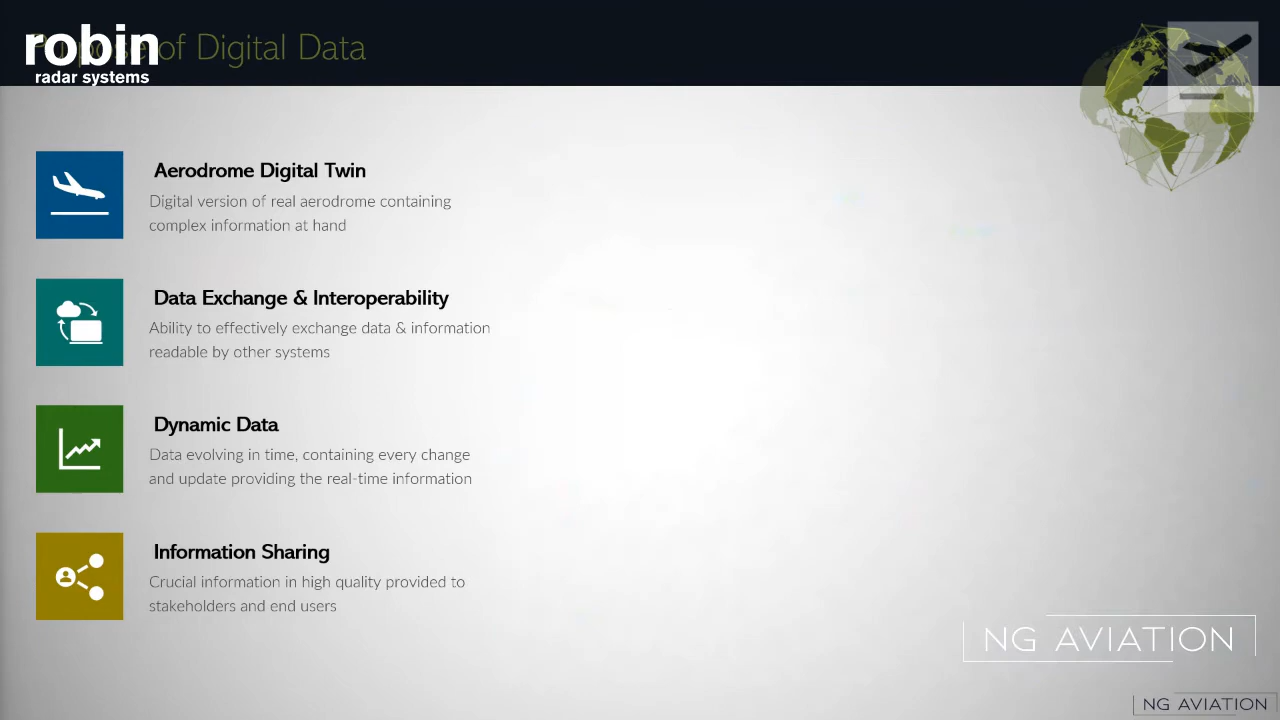 robin
radar systems
Purpose of Digital Data
Aerodrome Digital Twin
Digital version of real aerodrome containing
complex information at hand
Data Exchange & Interoperability
Ability to effectively exchange data & information
readable by other systems
Dynamic Data
Data evolving in time, containing every change
and update providing the real-time information
Information Sharing
Crucial information in high quality provided to
stakeholders and end users
NG AVIATION
NG AVIATION